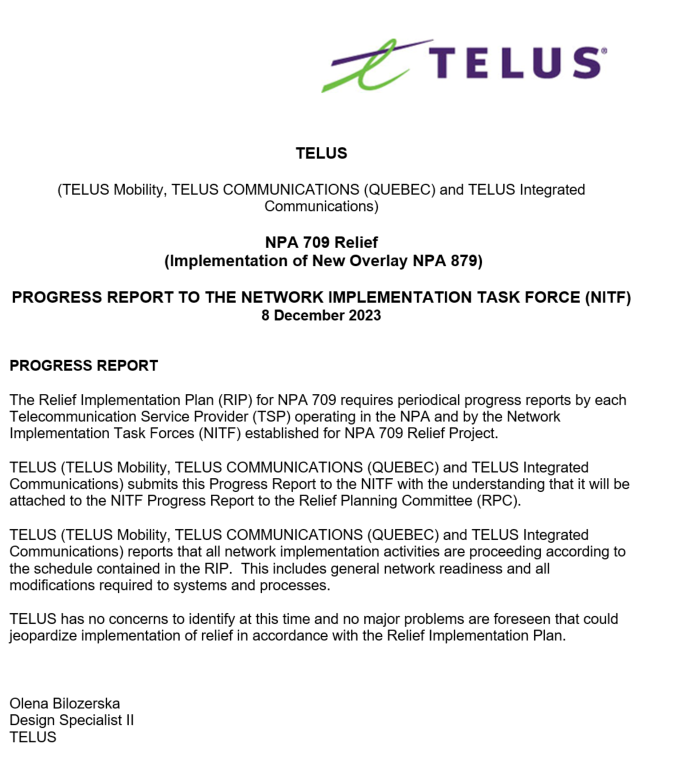 TELUS®
TELUS
(TELUS Mobility, TELUS COMMUNICATIONS (QUEBEC) and TELUS Integrated
Communications)
NPA 709 Relief
(Implementation of New Overlay NPA 879)
PROGRESS REPORT TO THE NETWORK IMPLEMENTATION TASK FORCE (NITF)
8 December 2023
PROGRESS REPORT
The Relief Implementation Plan (RIP) for NPA 709 requires periodical progress reports by each
Telecommunication Service Provider (TSP) operating in the NPA and by the Network
Implementation Task Forces (NITF) established for NPA 709 Relief Project.
TELUS (TELUS Mobility, TELUS COMMUNICATIONS (QUEBEC) and TELUS Integrated
Communications) submits this Progress Report to the NITF with the understanding that it will be
attached to the NITF Progress Report to the Relief Planning Committee (RPC).
TELUS (TELUS Mobility, TELUS COMMUNICATIONS (QUEBEC) and TELUS Integrated
Communications) reports that all network implementation activities are proceeding according to
the schedule contained in the RIP.  This includes general network readiness and all
modifications required to systems and processes.
TELUS has no concerns to identify at this time and no major problems are foreseen that could
jeopardize implementation of relief in accordance with the Relief Implementation Plan.
Olena Bilozerska
Design Specialist II
TELUS